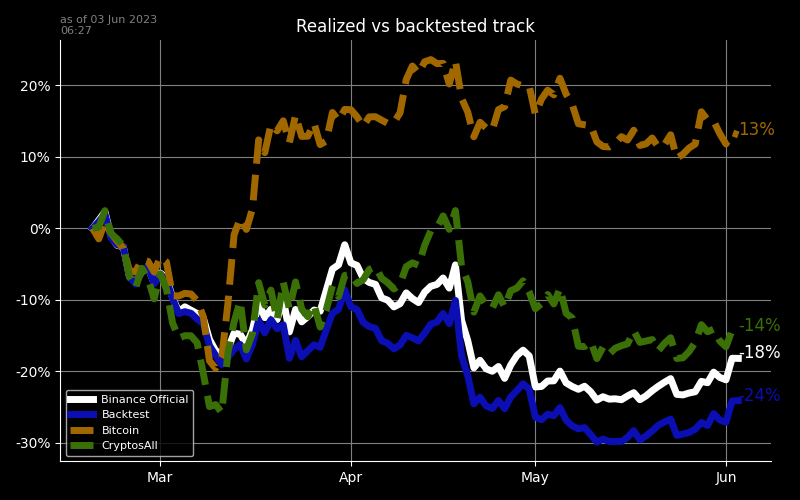 as of 03 Jun 2023
06:27
Realized vs backtested track
20%
10%
0%
-10%
-20%
-30%
13%
-14%
-18%
-24%
Binance Official
Backtest
Bitcoin
CryptosAll
Mar
Apr
May
Jun